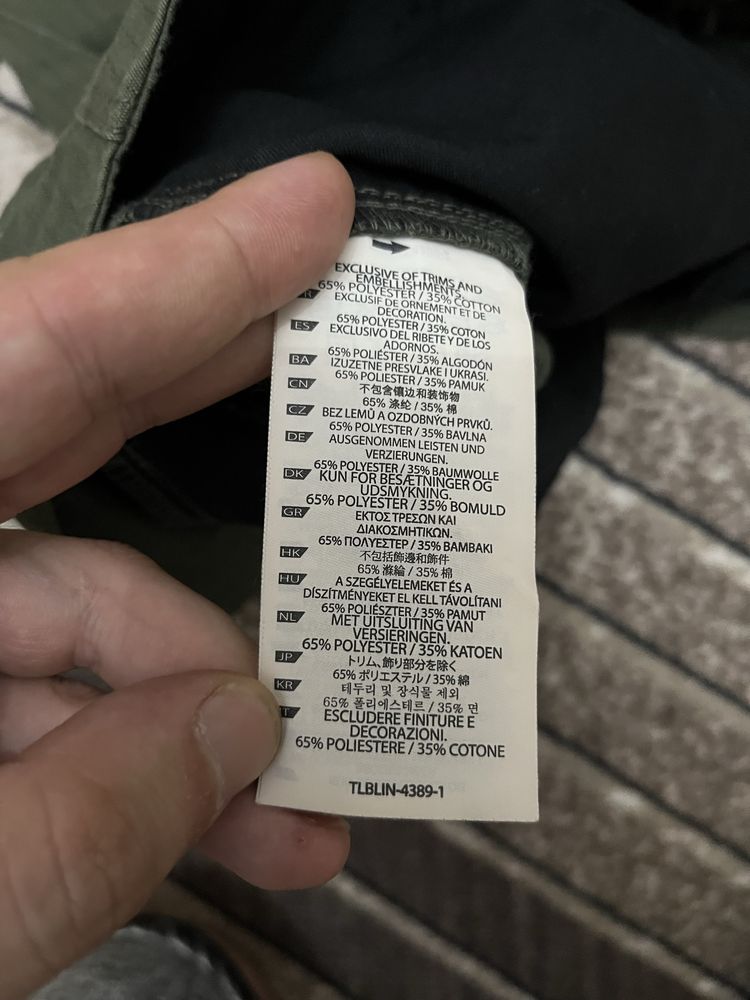 EXCLUSIVE OF TRIMS AND
EMBELLISHMENTS.
65% POLYESTER / 35% COTTON
EXCLUSIF DE ORNEMENT ET DE
DECORATION.
65% POLYESTER / 35% COTON
ES EXCLUSIVO DEL RIBETE Y DE LOS
ADORNOS.
65% POLIÉSTER / 35% ALGODÓN
BA IZUZETNE PRESVLAKE I UKRASI.
65% POLIESTER / 35% PAMUK
CN 不包含镶边和装饰物
65% 涤纶 / 35% 棉
CZ BEZ LEMŮ A OZDOBNÝCH PRVKŮ.
65% POLYESTER / 35% BAVLNA
DE AUSGENOMMEN LEISTEN UND
VERZIERUNGEN.
65% POLYESTER / 35% BAUMWOLLE
DK KUN FOR BESÆTNINGER OG
UDSMYKNING.
65% POLYESTER / 35% BOMULD
GR ΕΚΤΟΣ ΤΡΕΣΩΝ ΚΑΙ
ΔΙΑΚΟΣΜΗΤΙΚΩΝ.
65% ΠΟΛΥΕΣΤΕΡ / 35% ΒΑΜΒΑΚΙ
HK 不包括飾邊和飾件
65% 滌綸 / 35% 棉
HU A SZEGÉLYELEMEKET ÉS A
DÍSZÍTMÉNYEKET EL KELL TÁVOLÍTANI
65% POLIÉSZTER / 35% PAMUT
NL MET UITSLUITING VAN
VERSIERINGEN.
65% POLYESTER / 35% KATOEN
JP トリム、飾り部分を除く
65% ポリエステル / 35% 綿
KR 테두리 및 장식물 제외
65% 폴리에스테르 / 35% 면
ESCLUDERE FINITURE E
DECORAZIONI.
65% POLIESTERE / 35% COTONE
TLBLIN-4389-1